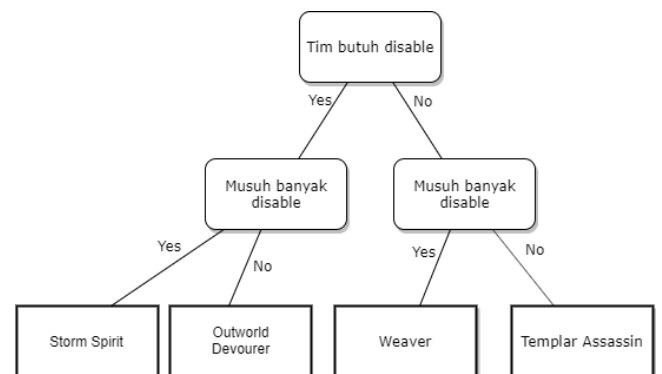 Tim butuh disable
Yes
No
Musuh banyak
disable
Musuh banyak
disable
Yes
No
Yes
No
Storm Spirit
Outworld
Devourer
Weaver
Templar Assassin